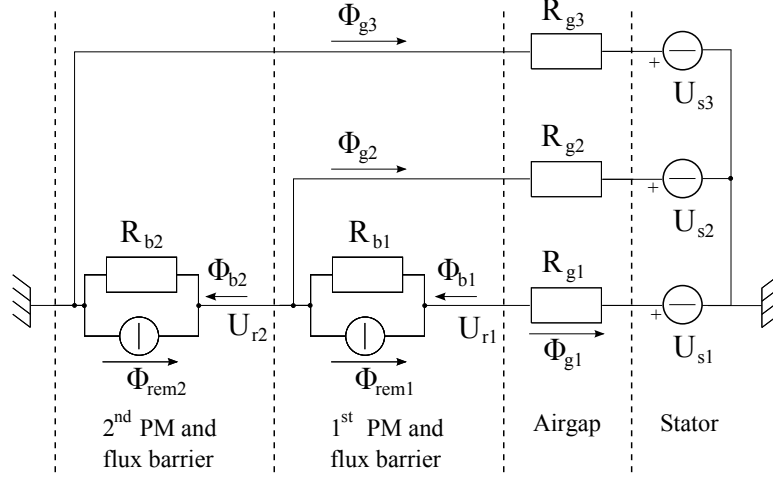 Φg3
Rg3
+
Us3
Φg2
Rg2
+
Us2
Rb2
Φb2
Rb1
Φb1
Rg1
+
Ur2
Ur1
Φg1
Us1
Φrem2
Φrem1
2nd PM and
flux barrier
1st PM and
flux barrier
Airgap
Stator